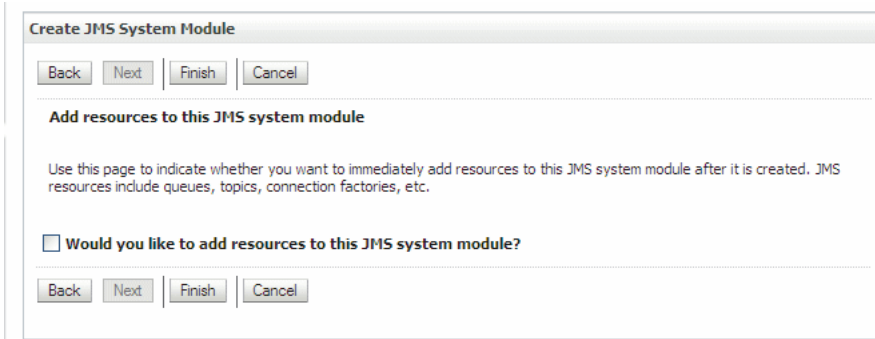 Create JMS System Module
Back Next Finish Cancel
Add resources to this JMS system module
Use this page to indicate whether you want to immediately add resources to this JMS system module after it is created. JMS
resources include queues, topics, connection factories, etc.
Would you like to add resources to this JMS system module?
Back Next Finish Cancel